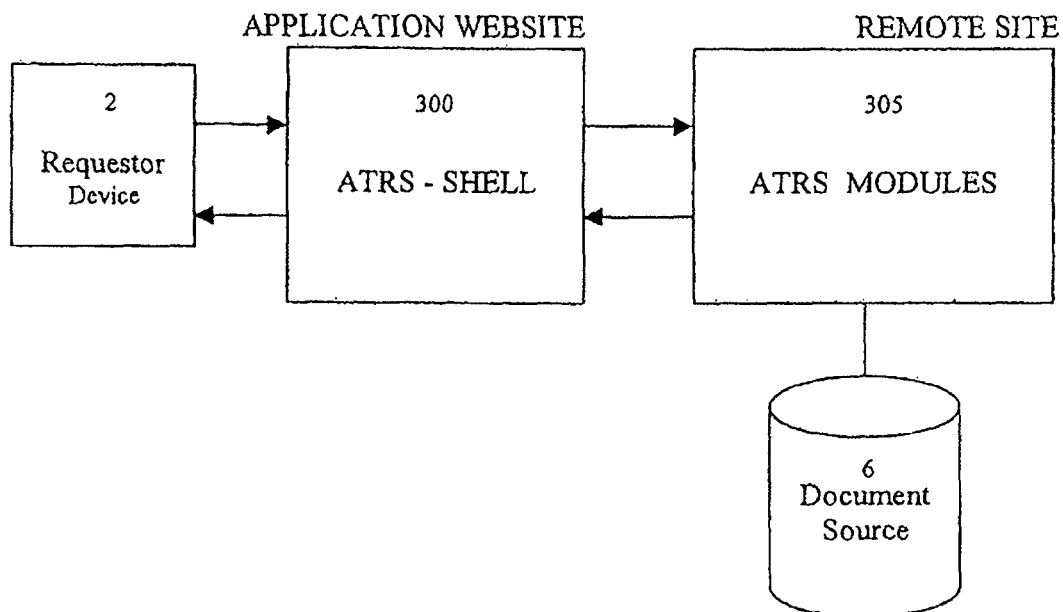 APPLICATION WEBSITE
REMOTE SITE
2
Requestor
Device
300
ATRS - SHELL
305
ATRS MODULES
6
Document
Source